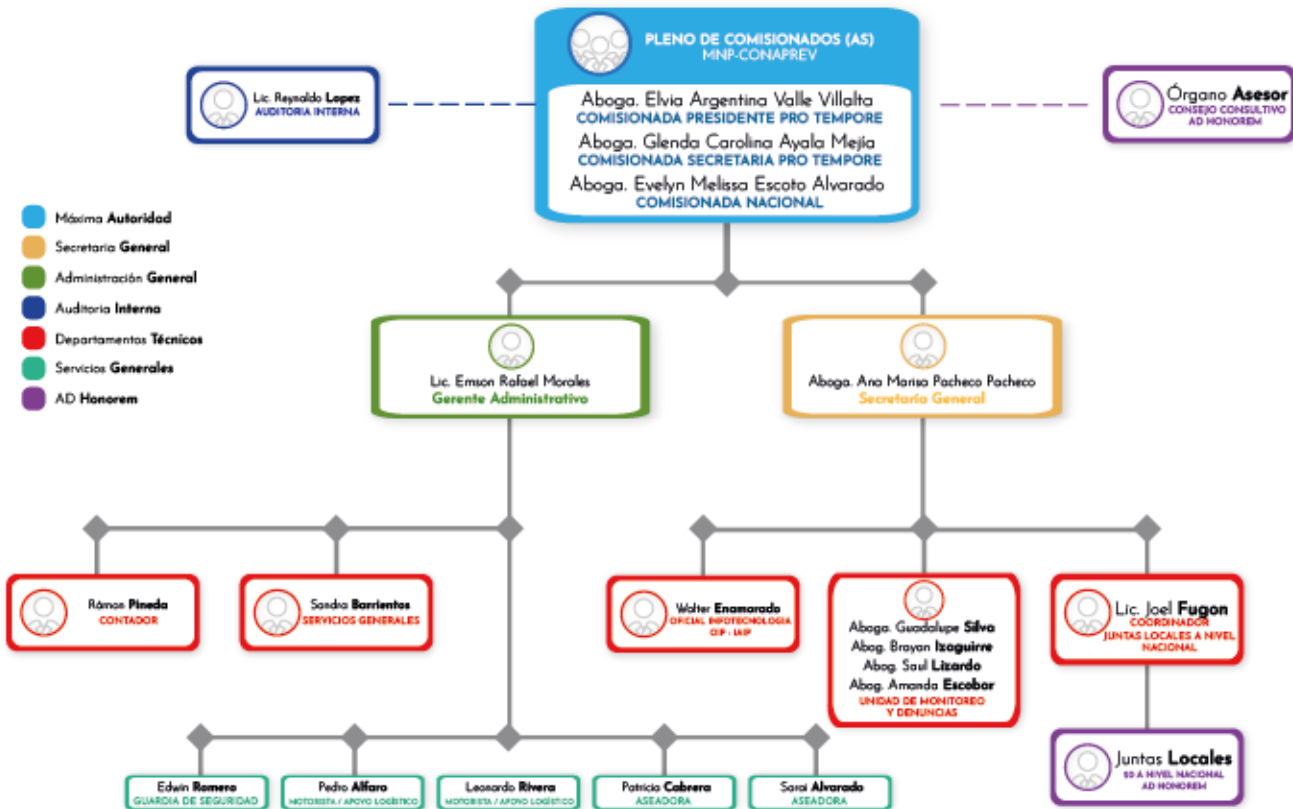 PLENO DE COMISIONADOS (AS)
MNP-CONAPREV
Aboga. Elvia Argentina Valle Villalta
COMISIONADA PRESIDENTE PRO TEMPORE
Aboga. Glenda Carolina Ayala Mejía
COMISIONADA SECRETARIA PRO TEMPORE
Aboga. Evelyn Melissa Escoto Alvarado
COMISIONADA NACIONAL
Lic. Reynaldo Lopez
AUDITORIA INTERNA
Órgano Asesor
CONSEJO CONSULTIVO
AD HONOREM
Máxima Autoridad
Secretaria General
Administración General
Auditoria Interna
Departamentos Técnicos
Servicios Generales
AD Honorem
Lic. Emson Rafael Morales
Gerente Administrativo
Aboga. Ana Marisa Pacheco Pacheco
Secretaría General
Rámon Pineda
CONTADOR
Sandra Barrientos
SERVICIOS GENERALES
Walter Enamorado
OFICIAL INFOTECNOLOGIA
OIP - IAIP
Aboga. Guadalupe Silva
Abog. Brayan Izaguirre
Abog. Saul Lizardo
Abog. Amanda Escobar
UNIDAD DE MONITOREO
Y DENUNCIAS
Lic. Joel Fugon
COORDINADOR
JUNTAS LOCALES A NIVEL
NACIONAL
Juntas Locales
50 A NIVEL NACIONAL
AD HONOREM
Edwin Romero
GUARDIA DE SEGURIDAD
Pedro Alfaro
MOTORISTA / APOYO LOGÍSTICO
Leonardo Rivera
MOTORISTA / APOYO LOGÍSTICO
Patricia Cabrera
ASEADORA
Sarai Alvarado
ASEADORA